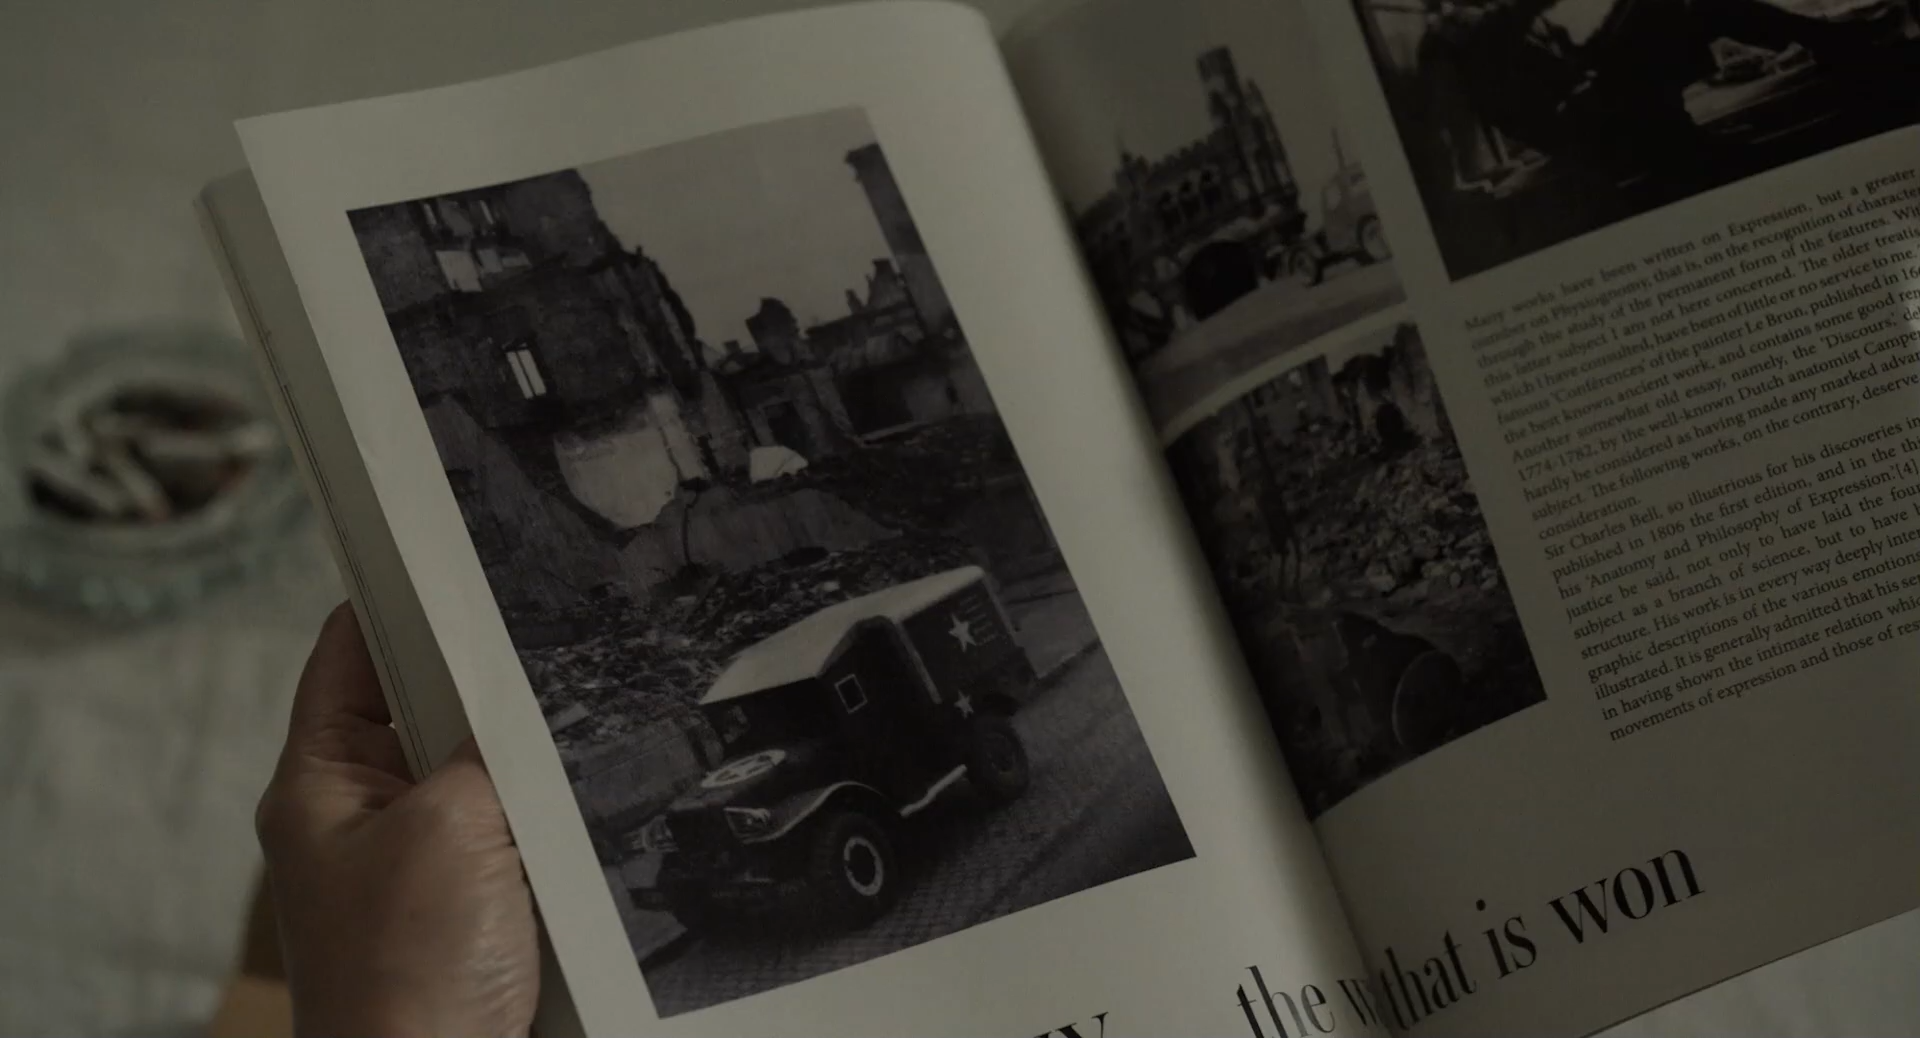 Many works have been written on Expression, but a greater
number on Physiognomy, that is, on the recognition of character
through the study of the permanent form of the features. With
this latter subject I am not here concerned. The older treatis
which I have consulted, have been of little or no service to me.
famous 'Conférences' of the painter Le Brun, published in 16
the best known ancient work, and contains some good re
Another somewhat old essay, namely, the 'Discours,' de
1774-1782, by the well-known Dutch anatomist Campe
hardly be considered as having made any marked advan
subject. The following works, on the contrary, deserve
consideration.
Sir Charles Bell, so illustrious for his discoveries in
published in 1806 the first edition, and in the thi
his 'Anatomy and Philosophy of Expression.'[4]
justice be said, not only to have laid the four
subject as a branch of science, but to have
structure. His work is in every way deeply inter
graphic descriptions of the various emotion
illustrated. It is generally admitted that his ser
in having shown the intimate relation whic
movements of expression and those of resp
the w that is won